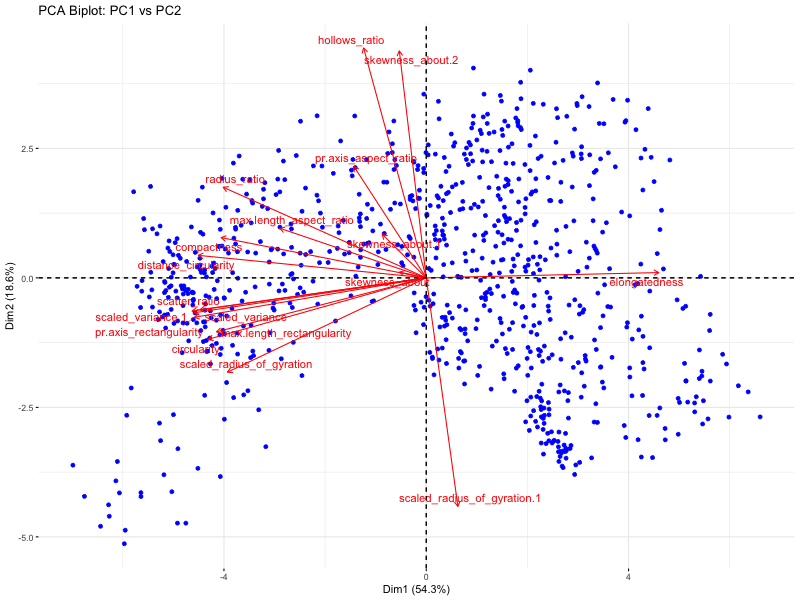 PCA Biplot: PC1 vs PC2
hollows_ratio
skewness_about.2
pr.axis_aspect_ratio
radius_ratio
max.length_aspect_ratio
skewness_about.1
compactness
distance_circularity
skewness_about
elongatedness
scatter_ratio
scaled_variance.1
scaled_variance
pr.axis_rectangularity
max.length_rectangularity
circularity
scaled_radius_of_gyration
scaled_radius_of_gyration.1
2.5
0.0
-2.5
-5.0
Dim2 (18.6%)
-4
0
4
Dim1 (54.3%)